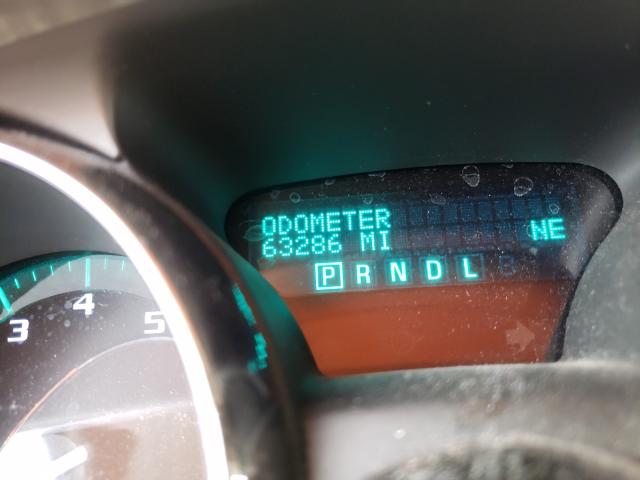 ODOMETER
63286 MI
NE
P R N D L
3 4 5